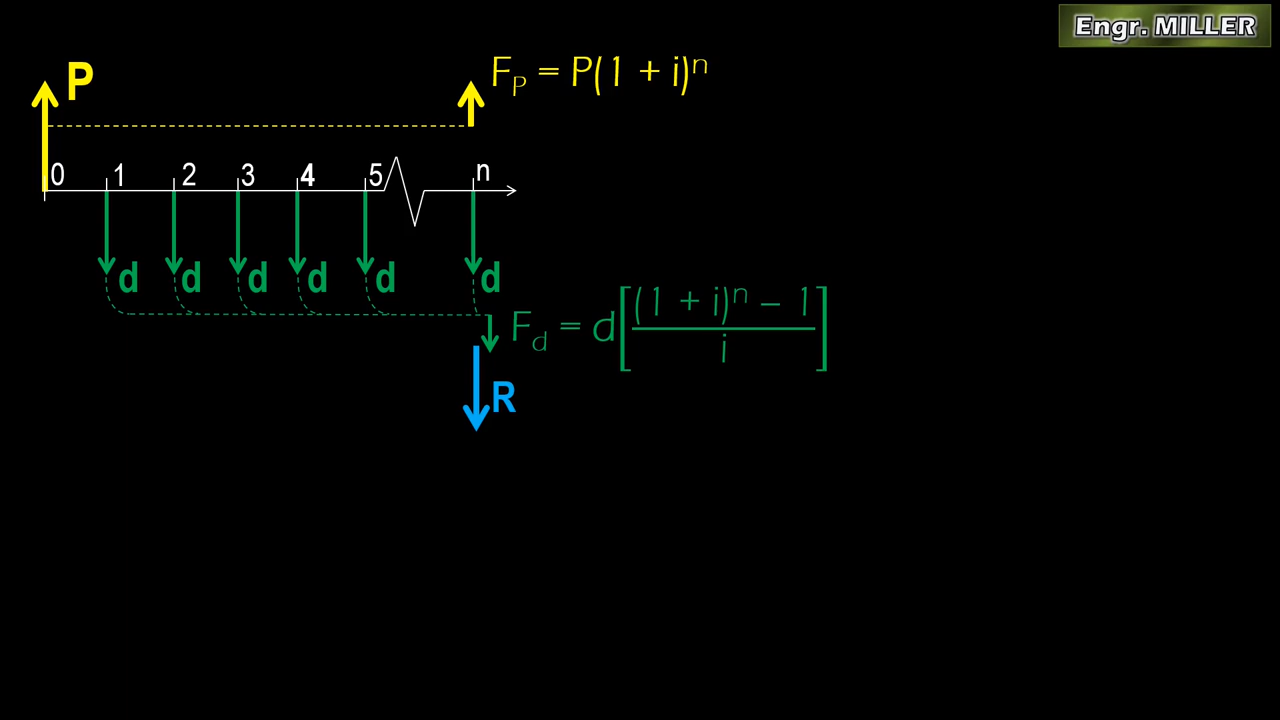 Engr. MILLER
P
F_P = P(1 + i)^n
0 1 2 3 4 5 n
d d d d d d
F_d = d[((1 + i)^n – 1)/i]
R